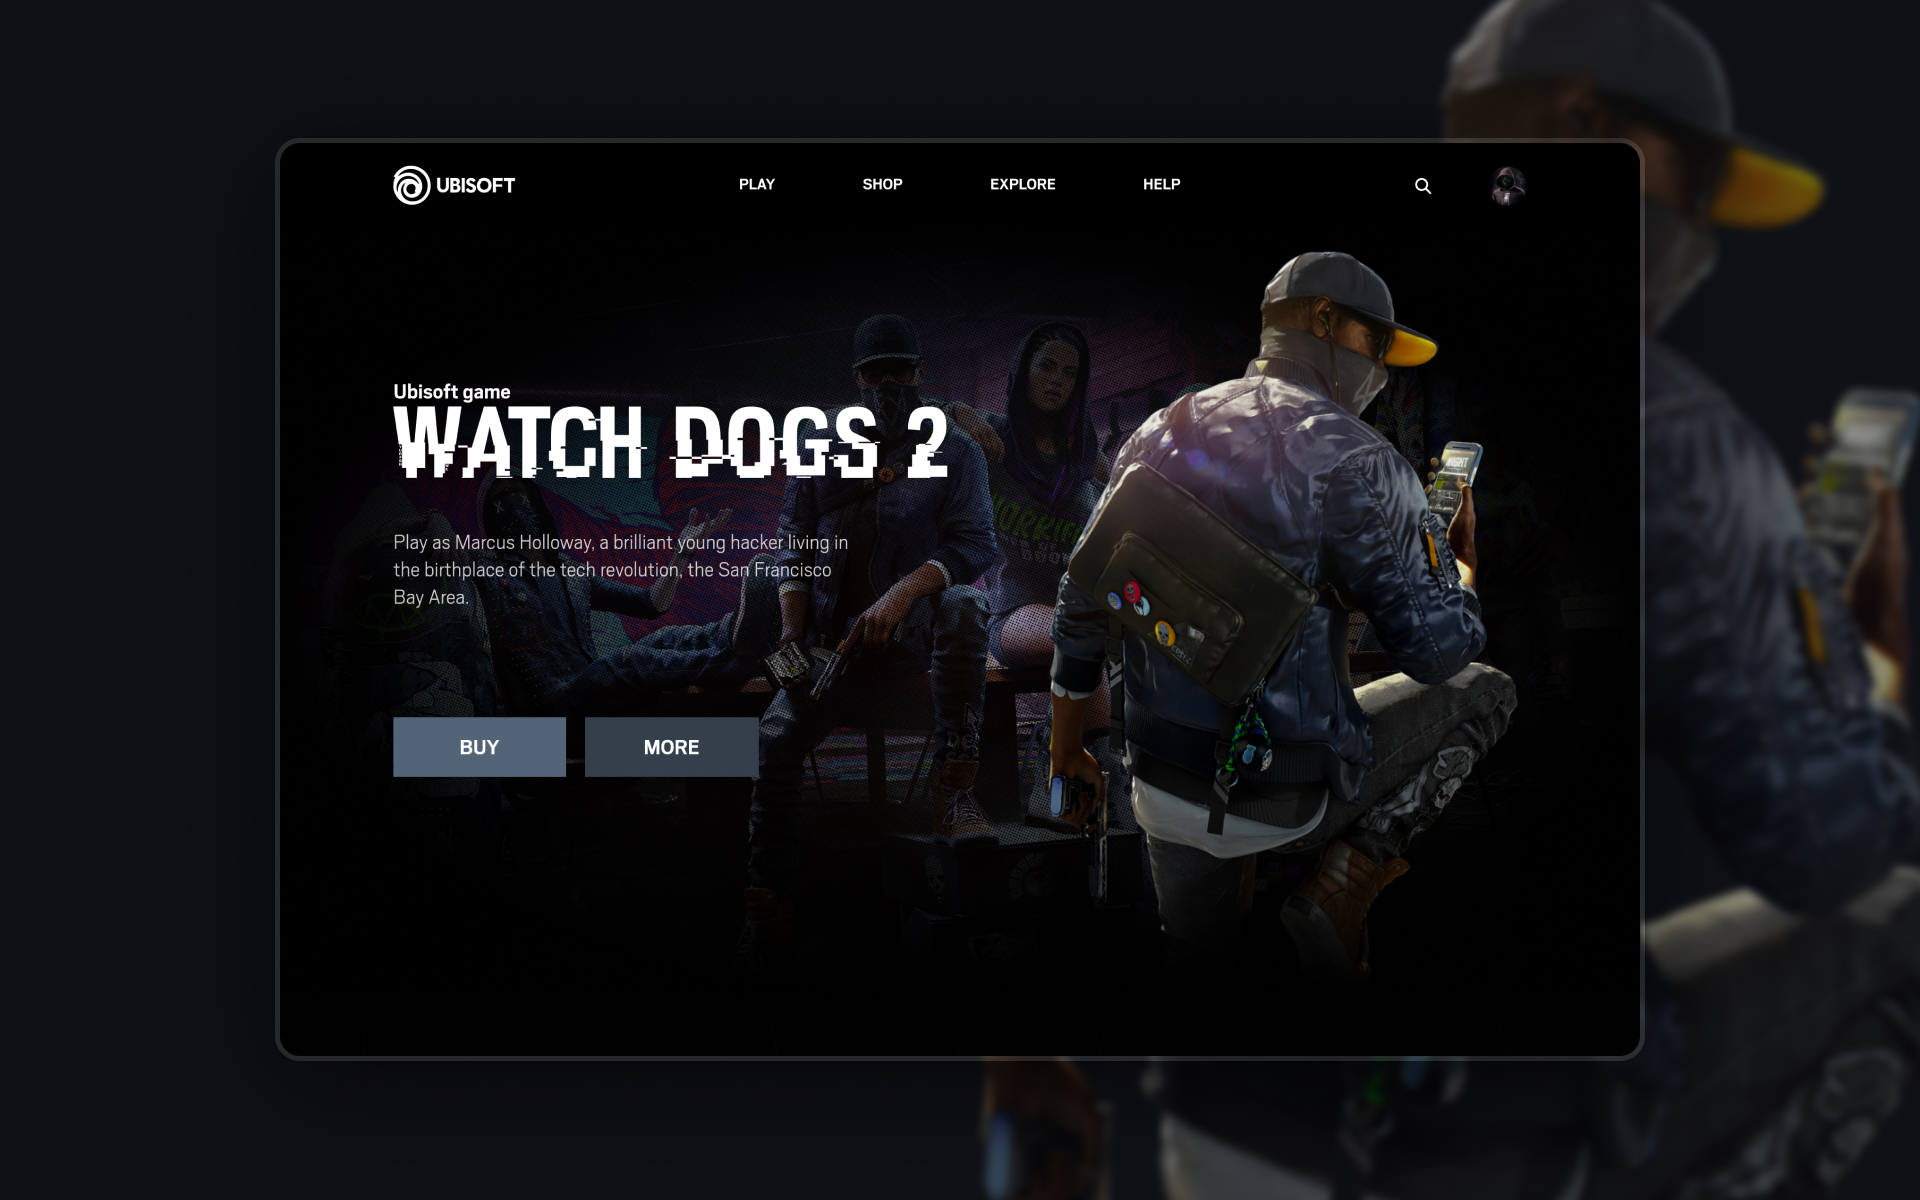 UBISOFT
PLAY
SHOP
EXPLORE
HELP
Ubisoft game
WATCH DOGS 2
Play as Marcus Holloway, a brilliant young hacker living in
the birthplace of the tech revolution, the San Francisco
Bay Area.
BUY
MORE